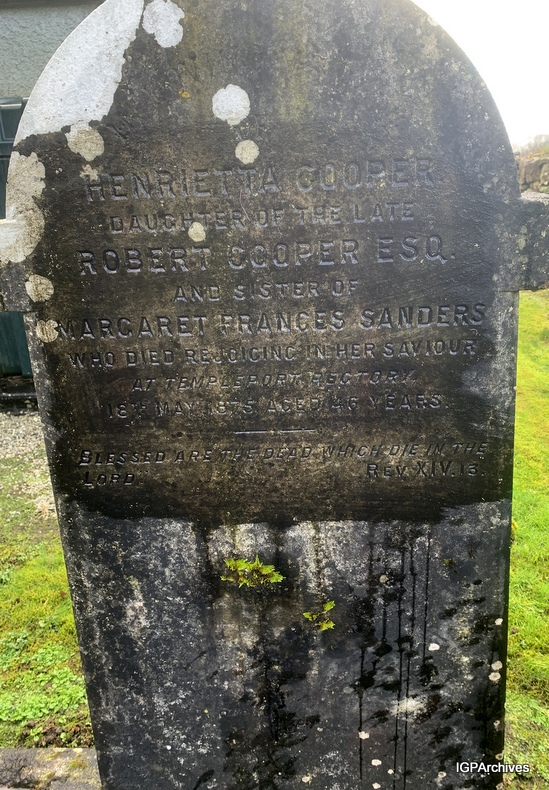 HENRIETTA COOPER
DAUGHTER OF THE LATE
ROBERT COOPER ESQ.
AND SISTER OF
MARGARET FRANCES SANDERS
WHO DIED REJOICING IN HER SAVIOUR
AT TEMPLEPORT RECTORY
18TH MAY 1875 AGED 46 YEARS.
BLESSED ARE THE DEAD WHICH DIE IN THE
LORD. REV. XIV. 13.
IGPArchives